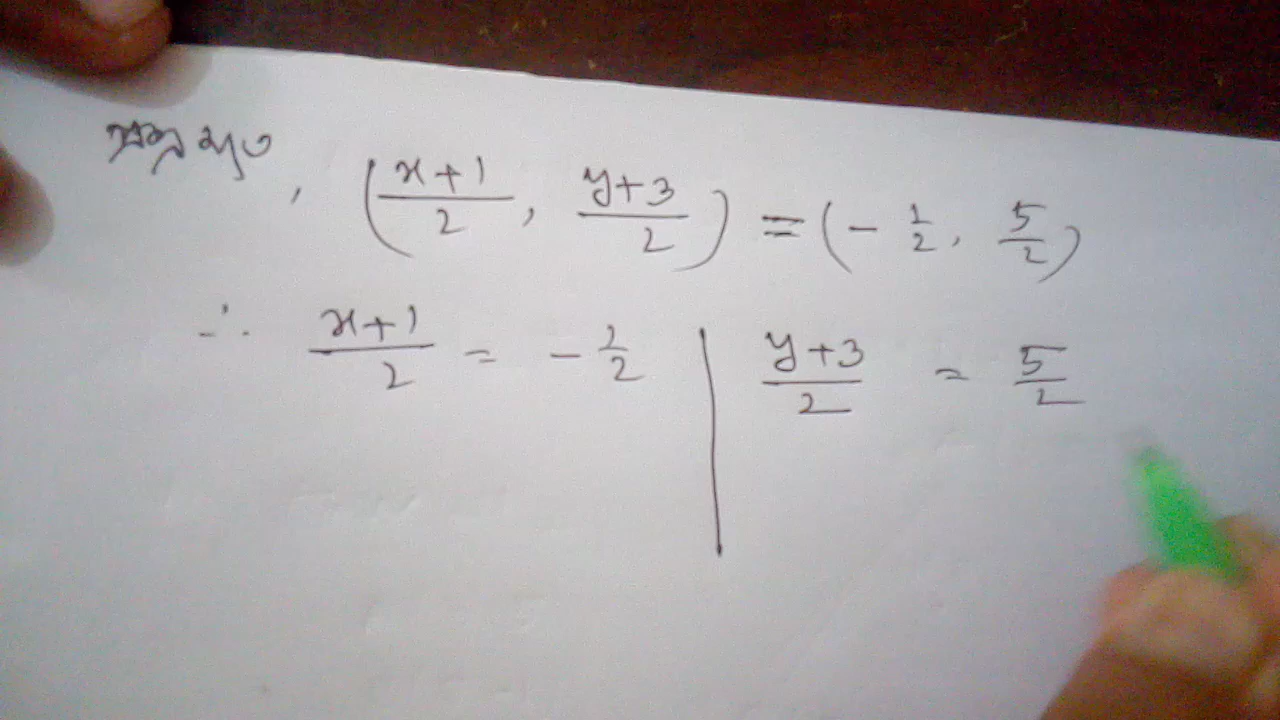 প্রশ্নমতে, ((x+1)/2, (y+3)/2) = (-1/2, 5/2)
∴ (x+1)/2 = -1/2 | (y+3)/2 = 5/2